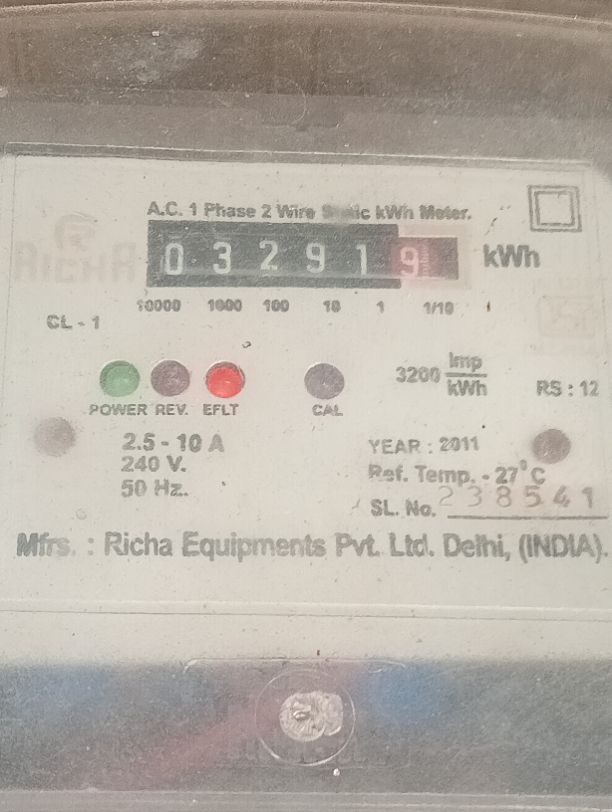 A.C. 1 Phase 2 Wire Static kWh Meter.
RICHA
0 3 2 9 1 9 kWh
10000 1000 100 10 1 1/10
CL - 1
3200 Imp/kWh
RS : 12
POWER REV. EFLT CAL
2.5 - 10 A
240 V.
50 Hz.
YEAR : 2011
Ref. Temp. - 27°C
SL. No. 238541
Mfrs. : Richa Equipments Pvt. Ltd. Delhi, (INDIA).